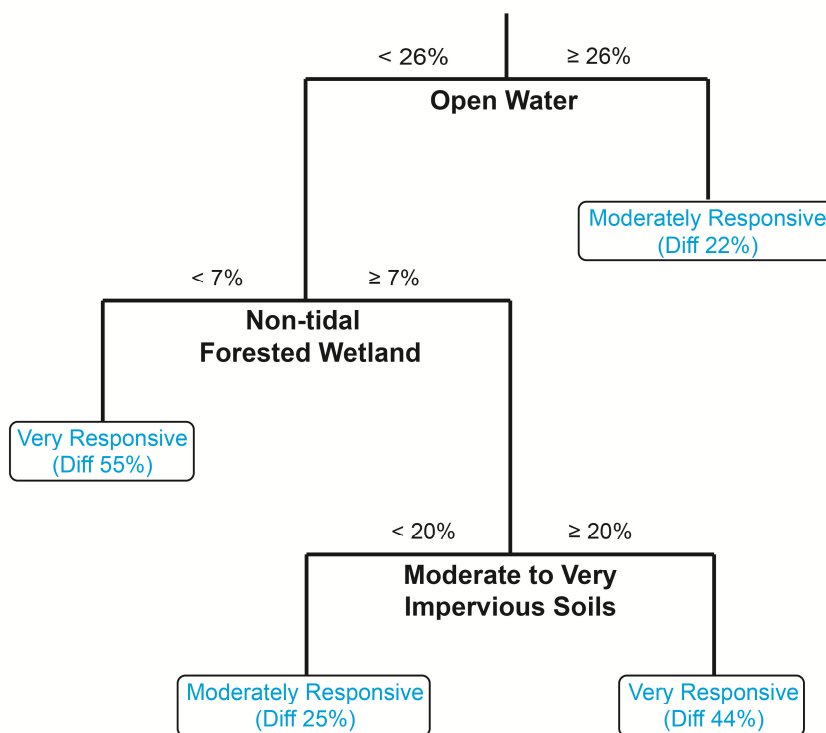 < 26%
≥ 26%
Open Water
Moderately Responsive
(Diff 22%)
< 7%
≥ 7%
Non-tidal
Forested Wetland
Very Responsive
(Diff 55%)
< 20%
≥ 20%
Moderate to Very
Impervious Soils
Moderately Responsive
(Diff 25%)
Very Responsive
(Diff 44%)